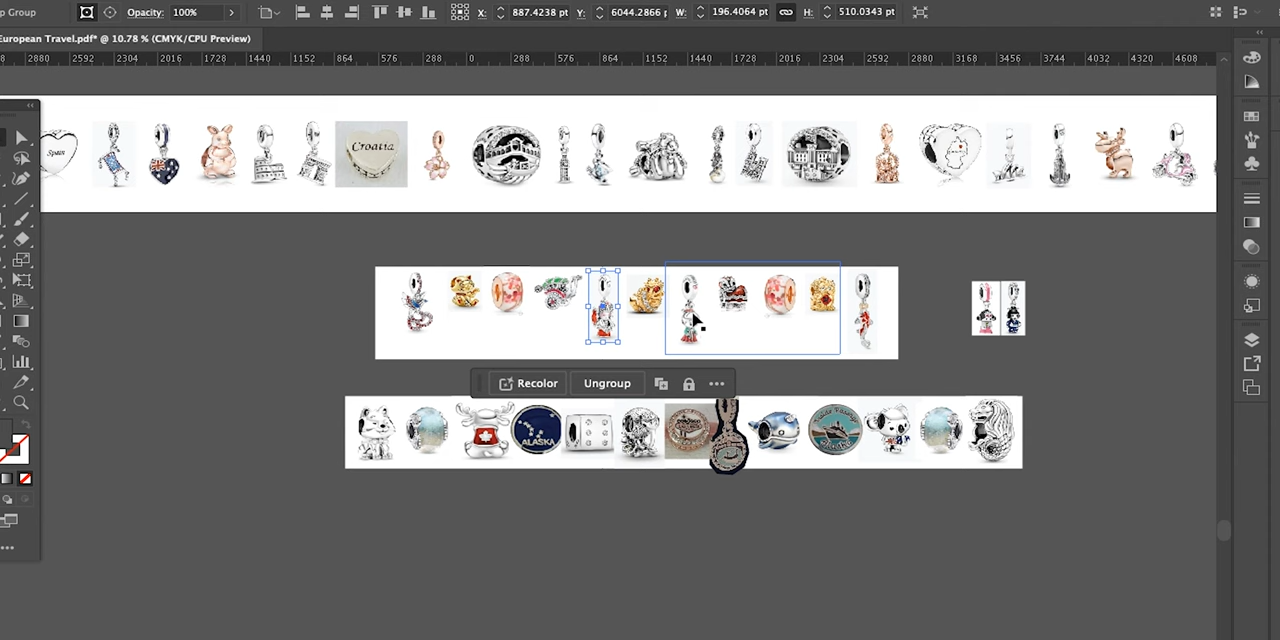 p Group
Opacity:
100%
X:
887.4238 pt
Y:
6044.2866 p
W:
196.4064 pt
H:
510.0343 pt
European Travel.pdf* @ 10.78 % (CMYK/CPU Preview)
8 2880 2592 2304 2016 1728 1440 1152 864 576 288 0 288 576 864 1152 1440 1728 2016 2304 2592 2880 3168 3456 3744 4032 4320 4608
Spain
Croatia
Recolor
Ungroup
ALASKA